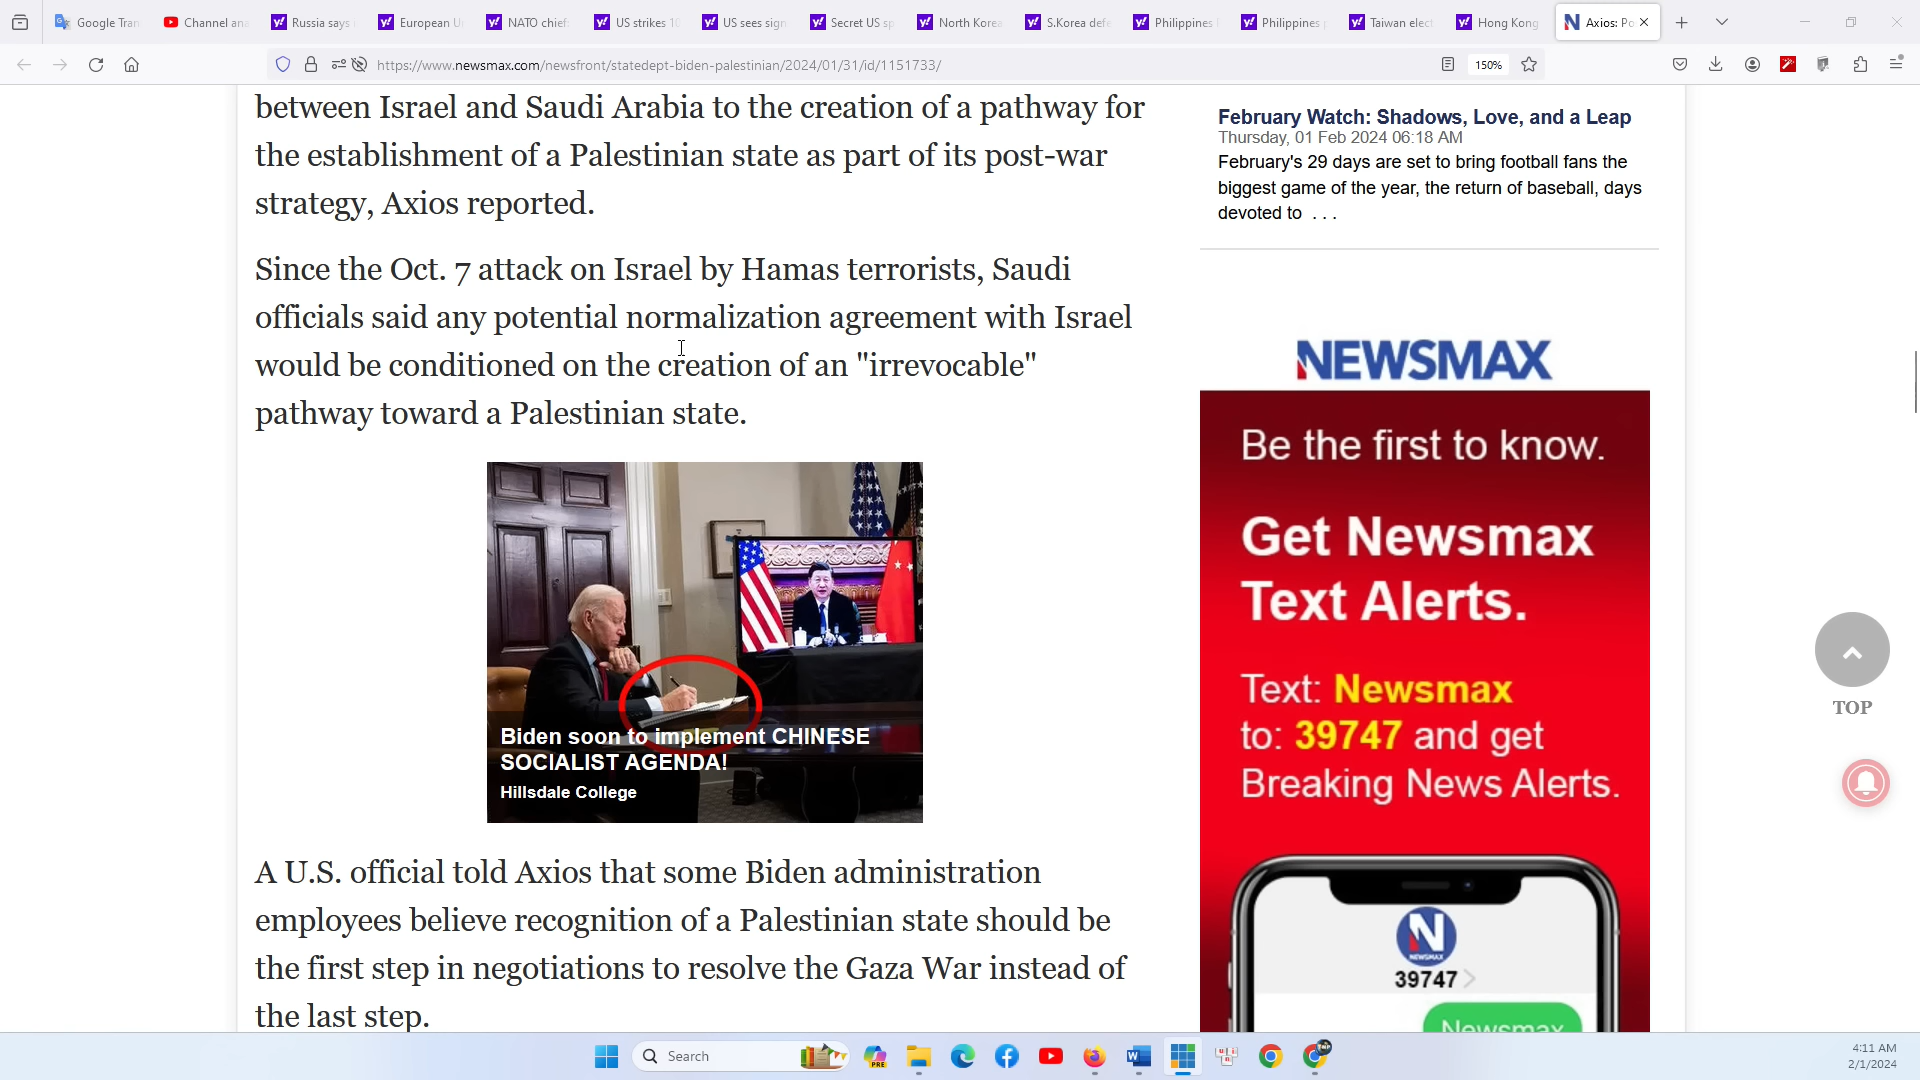 Google Tran
Channel ana
Russia says
European U
NATO chief:
US strikes 10
US sees sign
Secret US sp
North Korea
S.Korea defe
Philippines
Philippines
Taiwan elect
Hong Kong
Axios: Po
https://www.newsmax.com/newsfront/statedept-biden-palestinian/2024/01/31/id/1151733/
150%
between Israel and Saudi Arabia to the creation of a pathway for
the establishment of a Palestinian state as part of its post-war
strategy, Axios reported.
Since the Oct. 7 attack on Israel by Hamas terrorists, Saudi
officials said any potential normalization agreement with Israel
would be conditioned on the creation of an "irrevocable"
pathway toward a Palestinian state.
Biden soon to implement CHINESE
SOCIALIST AGENDA!
Hillsdale College
A U.S. official told Axios that some Biden administration
employees believe recognition of a Palestinian state should be
the first step in negotiations to resolve the Gaza War instead of
the last step.
February Watch: Shadows, Love, and a Leap
Thursday, 01 Feb 2024 06:18 AM
February's 29 days are set to bring football fans the
biggest game of the year, the return of baseball, days
devoted to . . .
NEWSMAX
Be the first to know.
Get Newsmax
Text Alerts.
Text: Newsmax
to: 39747 and get
Breaking News Alerts.
NEWSMAX
39747
Newsmax
TOP
Search
PRE
4:11 AM
2/1/2024